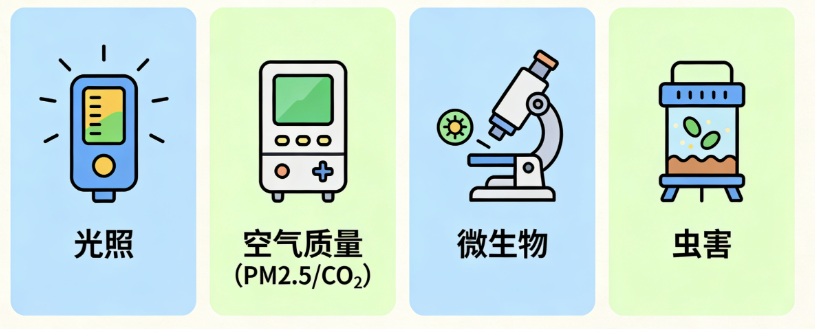 光照
空气质量
（PM2.5/CO₂）
微生物
虫害